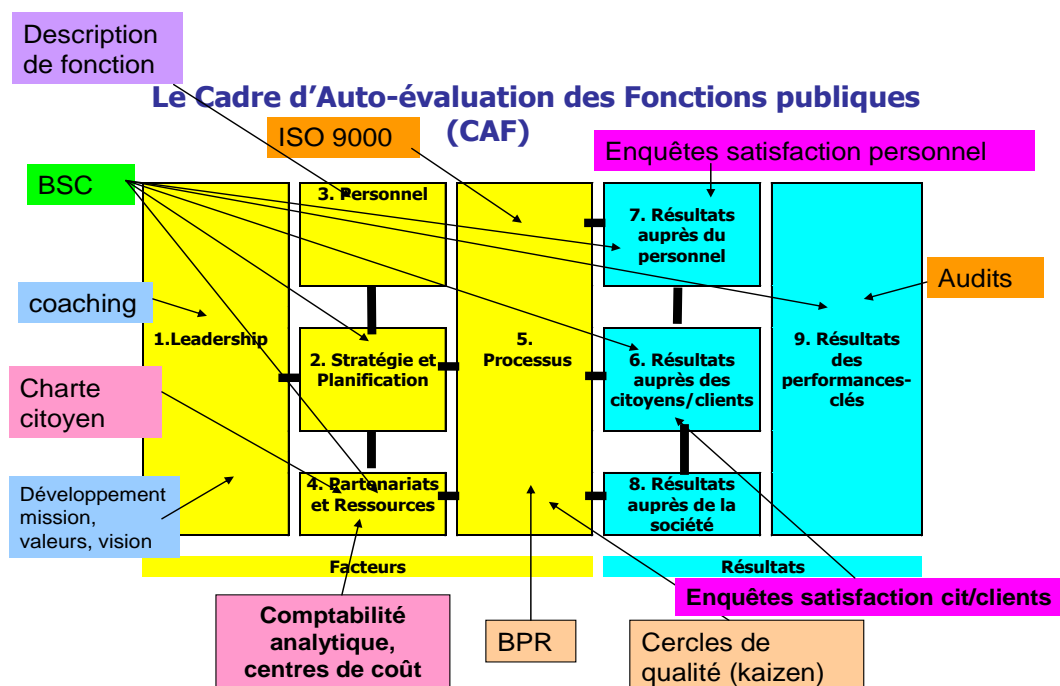 Description
de fonction
Le Cadre d’Auto-évaluation des Fonctions publiques
(CAF)
ISO 9000
Enquêtes satisfaction personnel
BSC
3. Personnel
7. Résultats
auprès du
personnel
Audits
coaching
1.Leadership
2. Stratégie et
Planification
5.
Processus
6. Résultats
auprès des
citoyens/clients
9. Résultats
des
performances-
clés
Charte
citoyen
4. Partenariats
et Ressources
8. Résultats
auprès de la
société
Développement
mission,
valeurs, vision
Facteurs
Résultats
Enquêtes satisfaction cit/clients
Comptabilité
analytique,
centres de coût
BPR
Cercles de
qualité (kaizen)